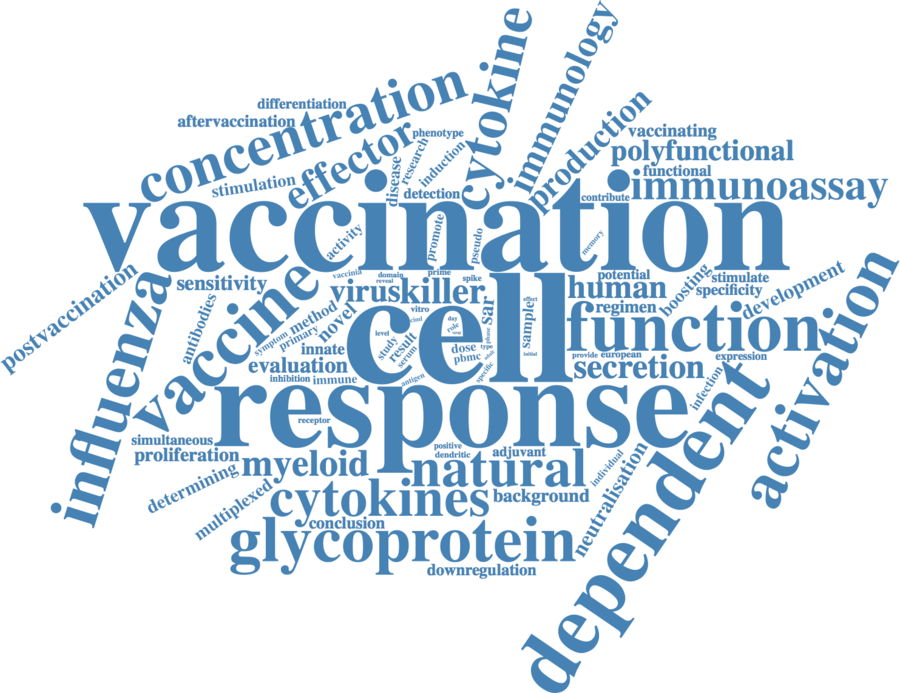 cytokine
immunology
differentiation
concentration
aftervaccination
effector
phenotype
production
vaccinating
disease
research
induction
polyfunctional
functional
stimulation
detection
contribute
immunoassay
vaccination
activity
promote
pseudo
memory
postvaccination
influenza
sensitivity
vaccine
vaccinia
domain
reveal
prime
spike
potential
boosting
stimulate
specificity
development
activation
viruskiller
human
regimen
antibodies
symptom
method
novel
primary
vitro
cell
sar
sample
effect
function
day
role
level
study
result
serum
dose
pbmc
type
phase
specific
innate
evaluation
inhibition
immune
antigen
provide
european
expression
secretion
infection
dependent
response
receptor
simultaneous
proliferation
positive
dendritic
adjuvant
individual
myeloid
natural
determining
multiplexed
cytokines
background
neutralisation
conclusion
glycoprotein
downregulation